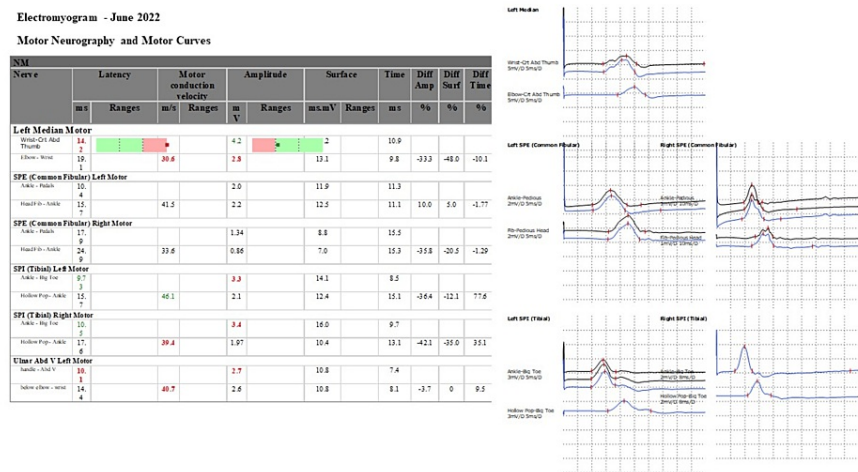 Electromyogram - June 2022
Motor Neurography and Motor Curves
NM
Nerve Latency Motor conduction velocity Amplitude Surface Time Diff Amp Diff Surf Diff Time
ms Ranges m/s Ranges m V Ranges ms.mV Ranges ms % % %
Left Median Motor
Wrist-Crt Abd Thumb 14.2 4.2 .2 10.9
Elbow - Wrist 19.1 30.6 2.8 13.1 9.8 -33.3 -48.0 -10.1
SPE (Common Fibular) Left Motor
Ankle - 10.4 2.0 11.9 11.3
15.7 41.5 2.2 12.5 11.1 10.0 5.0 -1.77
SPE (Common Fibular) Right Motor
Ankle - 17.9 1.34 8.8 15.5
24.9 33.6 0.86 7.0 15.3 -35.8 -20.5 -1.29
SPI (Tibial) Left Motor
Ankle - Big Toe 9.73 3.3 14.1 8.5
Hollow Pop- Ankle 15.7 46.1 2.1 12.4 15.1 -36.4 -12.1 77.6
SPI (Tibial) Right Motor
Ankle - Big Toe 10.5 3.4 16.0 9.7
Hollow Pop- Ankle 17.6 39.4 1.97 10.4 13.1 -42.1 -35.0 35.1
Ulnar Abd V Left Motor
- Abd V 10.1 2.7 10.8 7.4
below elbow - wrist 14.4 40.7 2.6 10.8 8.1 -3.7 0 9.5
Left Median
Wrist-Crt Abd Thumb
5mV/D 5ms/D
Elbow-Crt Abd Thumb
5mV/D 5ms/D
Left SPE (Common Fibular)
Right SPE (Common Fibular)
Ankle-Pedious
2mV/D 5ms/D
Fib-Pedious Head
2mV/D 5ms/D
Ankle-Pedious
1mV/D 10ms/D
Fib-Pedious Head
1mV/D 10ms/D
Left SPI (Tibial)
Right SPI (Tibial)
Ankle-Big Toe
3mV/D 5ms/D
Hollow Pop-Big Toe
3mV/D 5ms/D
Ankle-Big Toe
2mV/D 8ms/D
Hollow Pop-Big Toe
2mV/D 8ms/D